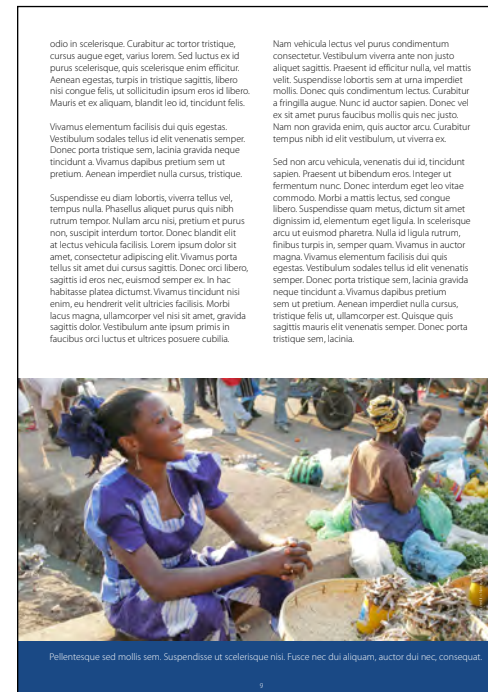 odio in scelerisque. Curabitur ac tortor tristique,
cursus augue eget, varius lorem. Sed luctus ex id
purus scelerisque, quis scelerisque enim efficitur.
Aenean egestas, turpis in tristique sagittis, libero
nisi congue felis, ut sollicitudin ipsum eros id libero.
Mauris et ex aliquam, blandit leo id, tincidunt felis.
Vivamus elementum facilisis dui quis egestas.
Vestibulum sodales tellus id elit venenatis semper.
Donec porta tristique sem, lacinia gravida neque
tincidunt a. Vivamus dapibus pretium sem ut
pretium. Aenean imperdiet nulla cursus, tristique.
Suspendisse eu diam lobortis, viverra tellus vel,
tempus nulla. Phasellus aliquet purus quis nibh
rutrum tempor. Nullam arcu nisi, pretium et purus
non, suscipit interdum tortor. Donec blandit elit
at lectus vehicula facilisis. Lorem ipsum dolor sit
amet, consectetur adipiscing elit. Vivamus porta
tellus sit amet dui cursus sagittis. Donec orci libero,
sagittis id eros nec, euismod semper ex. In hac
habitasse platea dictumst. Vivamus tincidunt nisi
enim, eu hendrerit velit ultricies facilisis. Morbi
lacus magna, ullamcorper vel nisi sit amet, gravida
sagittis dolor. Vestibulum ante ipsum primis in
faucibus orci luctus et ultrices posuere cubilia.
Nam vehicula lectus vel purus condimentum
consectetur. Vestibulum viverra ante non justo
aliquet sagittis. Praesent id efficitur nulla, vel mattis
velit. Suspendisse lobortis sem at urna imperdiet
mollis. Donec quis condimentum lectus. Curabitur
a fringilla augue. Nunc id auctor sapien. Donec vel
ex sit amet purus faucibus mollis quis nec justo.
Nam non gravida enim, quis auctor arcu. Curabitur
tempus nibh id elit vestibulum, ut viverra ex.
Sed non arcu vehicula, venenatis dui id, tincidunt
sapien. Praesent ut bibendum eros. Integer ut
fermentum nunc. Donec interdum eget leo vitae
commodo. Morbi a mattis lectus, sed congue
libero. Suspendisse quam metus, dictum sit amet
dignissim id, elementum eget ligula. In scelerisque
arcu ut euismod pharetra. Nulla id ligula rutrum,
finibus turpis in, semper quam. Vivamus in auctor
magna. Vivamus elementum facilisis dui quis
egestas. Vestibulum sodales tellus id elit venenatis
semper. Donec porta tristique sem, lacinia gravida
neque tincidunt a. Vivamus dapibus pretium
sem ut pretium. Aenean imperdiet nulla cursus,
tristique felis ut, ullamcorper est. Quisque quis
sagittis mauris elit venenatis semper. Donec porta
tristique sem, lacinia.
Pellentesque sed mollis sem. Suspendisse ut scelerisque nisi. Fusce nec dui aliquam, auctor dui nec, consequat.
9